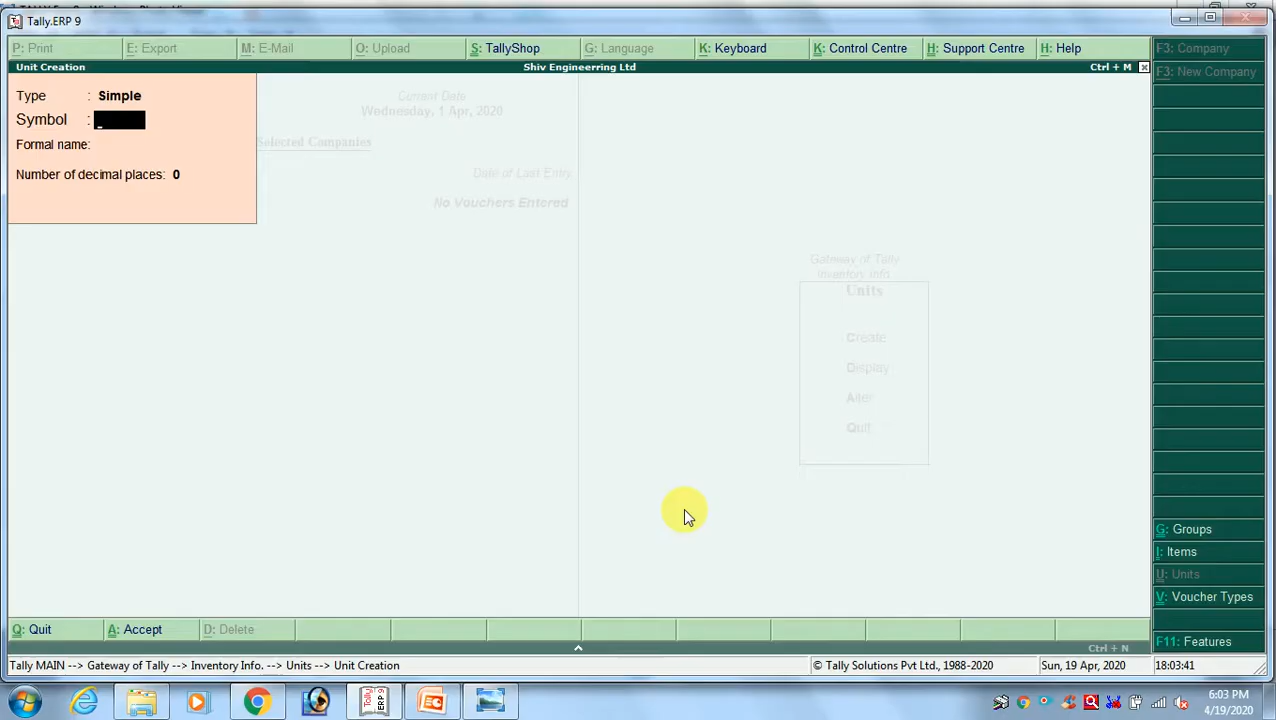 Tally.ERP 9
P: Print
E: Export
M: E-Mail
O: Upload
S: TallyShop
G: Language
K: Keyboard
K: Control Centre
H: Support Centre
H: Help
F3: Company
F3: New Company
Unit Creation
Shiv Engineerring Ltd
Ctrl + M
Type : Simple
Symbol :
Formal name:
Number of decimal places: 0
Current Date
Wednesday, 1 Apr, 2020
Selected Companies
Date of Last Entry
No Vouchers Entered
Gateway of Tally
Inventory Info.
Units
Create
Display
Alter
Quit
G: Groups
I: Items
U: Units
V: Voucher Types
F11: Features
Q: Quit
A: Accept
D: Delete
Ctrl + N
Tally MAIN --> Gateway of Tally --> Inventory Info. --> Units --> Unit Creation
© Tally Solutions Pvt Ltd., 1988-2020
Sun, 19 Apr, 2020
18:03:41
6:03 PM
4/19/2020